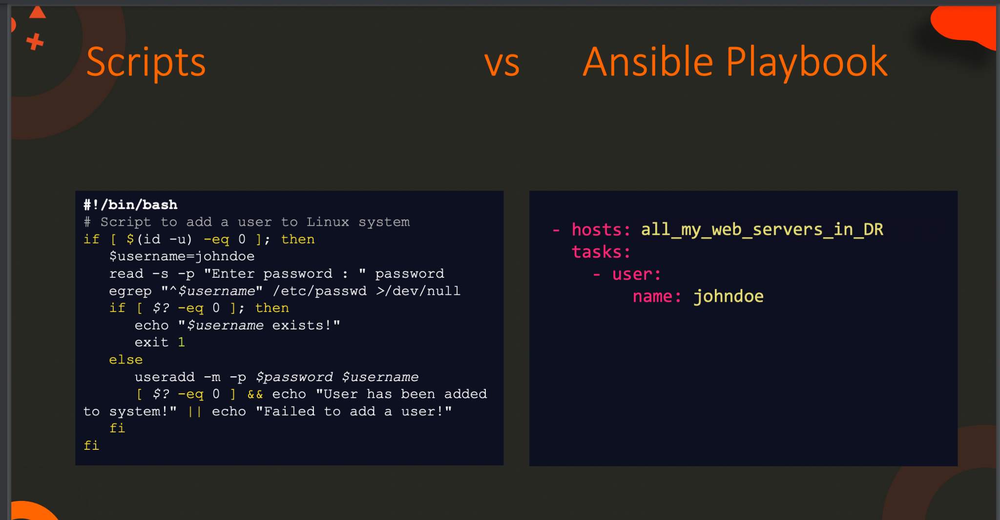 Scripts vs Ansible Playbook
#!/bin/bash
# Script to add a user to Linux system
if [ $(id -u) -eq 0 ]; then
   $username=johndoe
   read -s -p "Enter password : " password
   egrep "^$username" /etc/passwd >/dev/null
   if [ $? -eq 0 ]; then
      echo "$username exists!"
      exit 1
   else
      useradd -m -p $password $username
      [ $? -eq 0 ] && echo "User has been added
to system!" || echo "Failed to add a user!"
   fi
fi
- hosts: all_my_web_servers_in_DR
  tasks:
    - user:
        name: johndoe